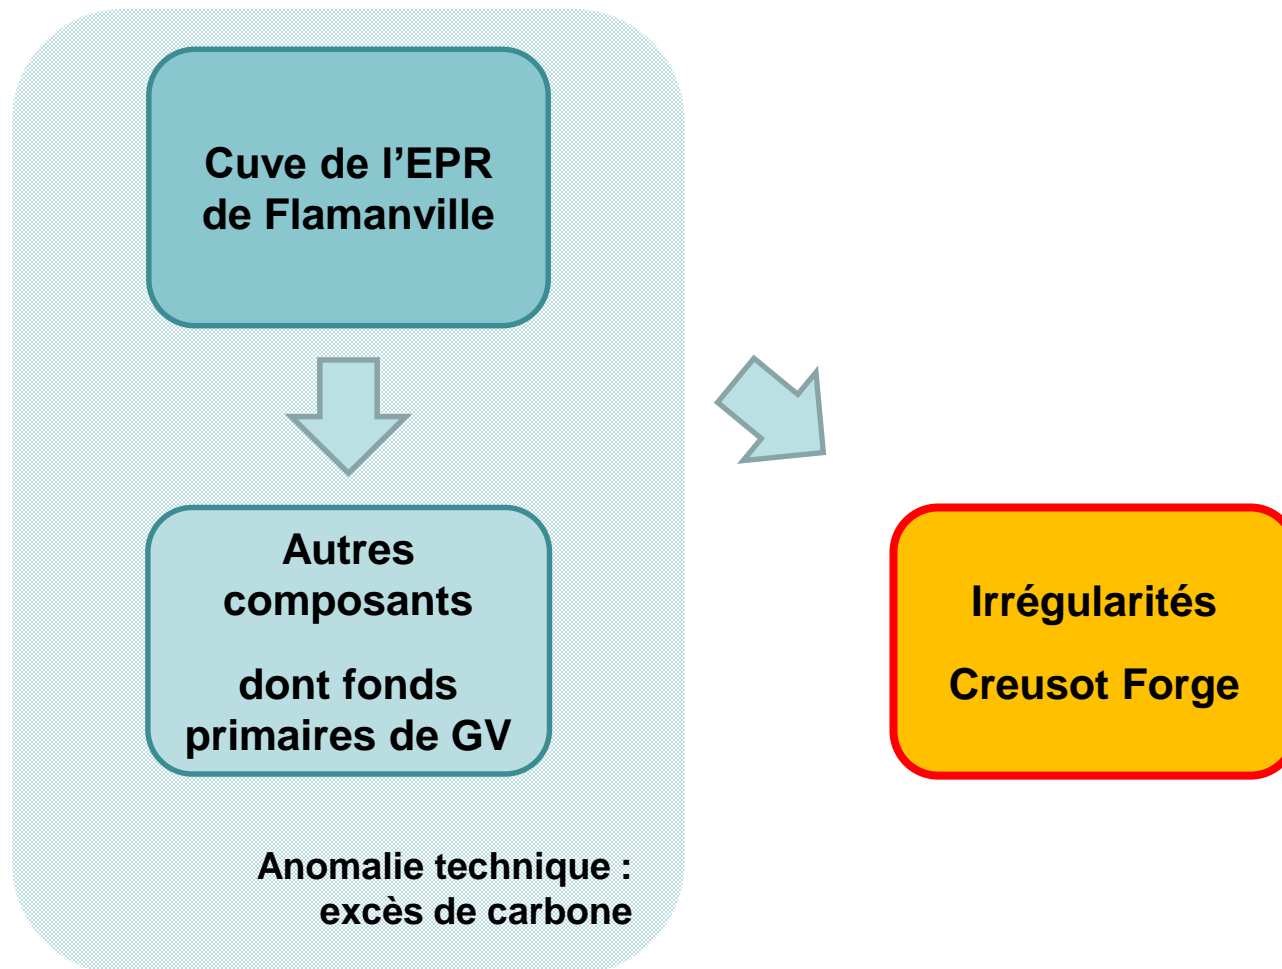 Cuve de l’EPR
de Flamanville
Autres
composants
dont fonds
primaires de GV
Anomalie technique :
excès de carbone
Irrégularités
Creusot Forge